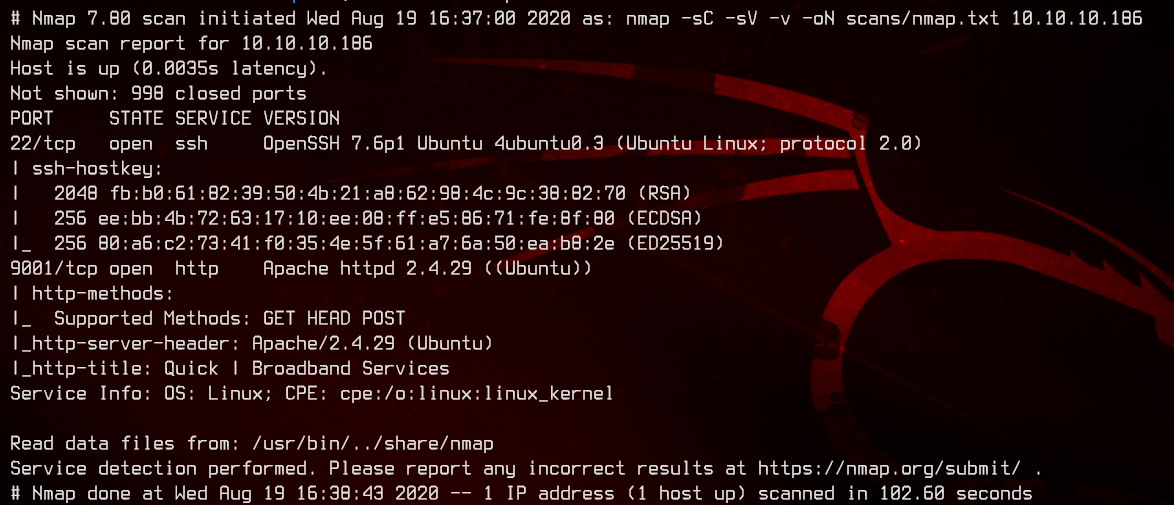 # Nmap 7.80 scan initiated Wed Aug 19 16:37:00 2020 as: nmap -sC -sV -v -oN scans/nmap.txt 10.10.10.186
Nmap scan report for 10.10.10.186
Host is up (0.0035s latency).
Not shown: 998 closed ports
PORT     STATE SERVICE VERSION
22/tcp   open  ssh     OpenSSH 7.6p1 Ubuntu 4ubuntu0.3 (Ubuntu Linux; protocol 2.0)
| ssh-hostkey:
|   2048 fb:b0:61:82:39:50:4b:21:a8:62:98:4c:9c:38:82:70 (RSA)
|   256 ee:bb:4b:72:63:17:10:ee:08:ff:e5:86:71:fe:8f:80 (ECDSA)
|_  256 80:a6:c2:73:41:f0:35:4e:5f:61:a7:6a:50:ea:b8:2e (ED25519)
9001/tcp open  http    Apache httpd 2.4.29 ((Ubuntu))
| http-methods:
|_  Supported Methods: GET HEAD POST
|_http-server-header: Apache/2.4.29 (Ubuntu)
|_http-title: Quick | Broadband Services
Service Info: OS: Linux; CPE: cpe:/o:linux:linux_kernel

Read data files from: /usr/bin/../share/nmap
Service detection performed. Please report any incorrect results at https://nmap.org/submit/ .
# Nmap done at Wed Aug 19 16:38:43 2020 -- 1 IP address (1 host up) scanned in 102.60 seconds